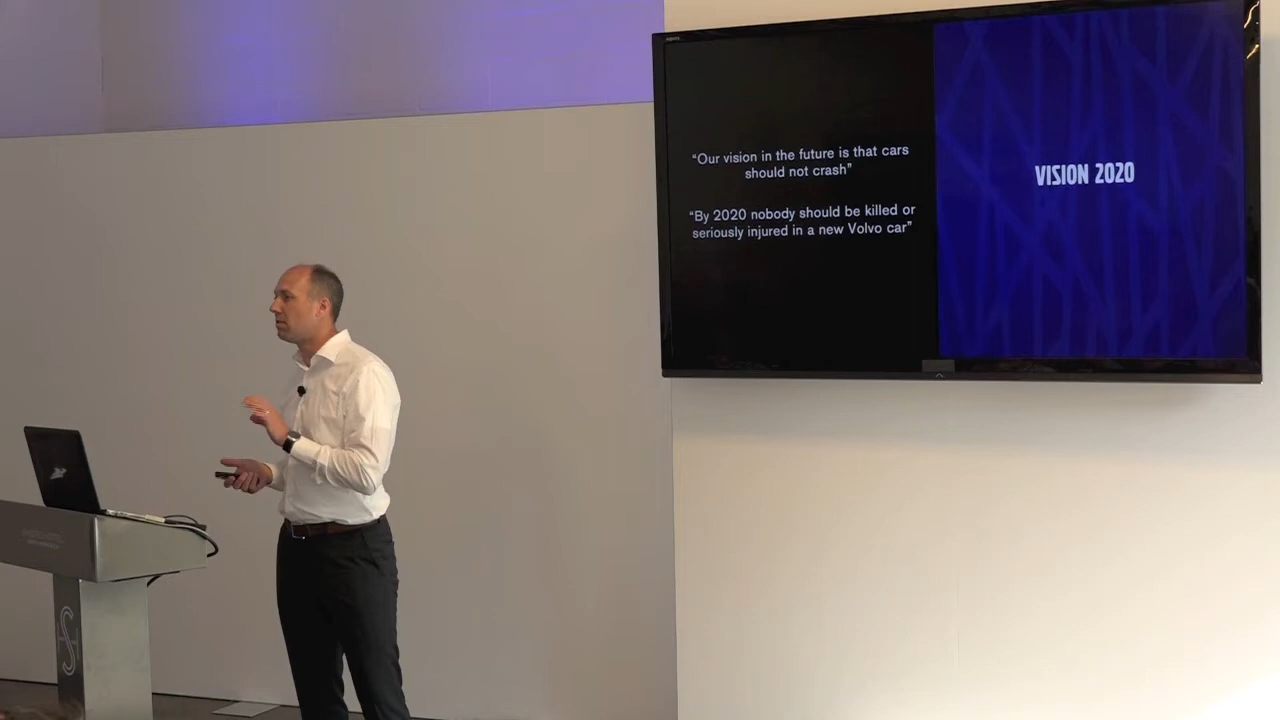 “Our vision in the future is that cars
should not crash”
“By 2020 nobody should be killed or
seriously injured in a new Volvo car”
VISION 2020